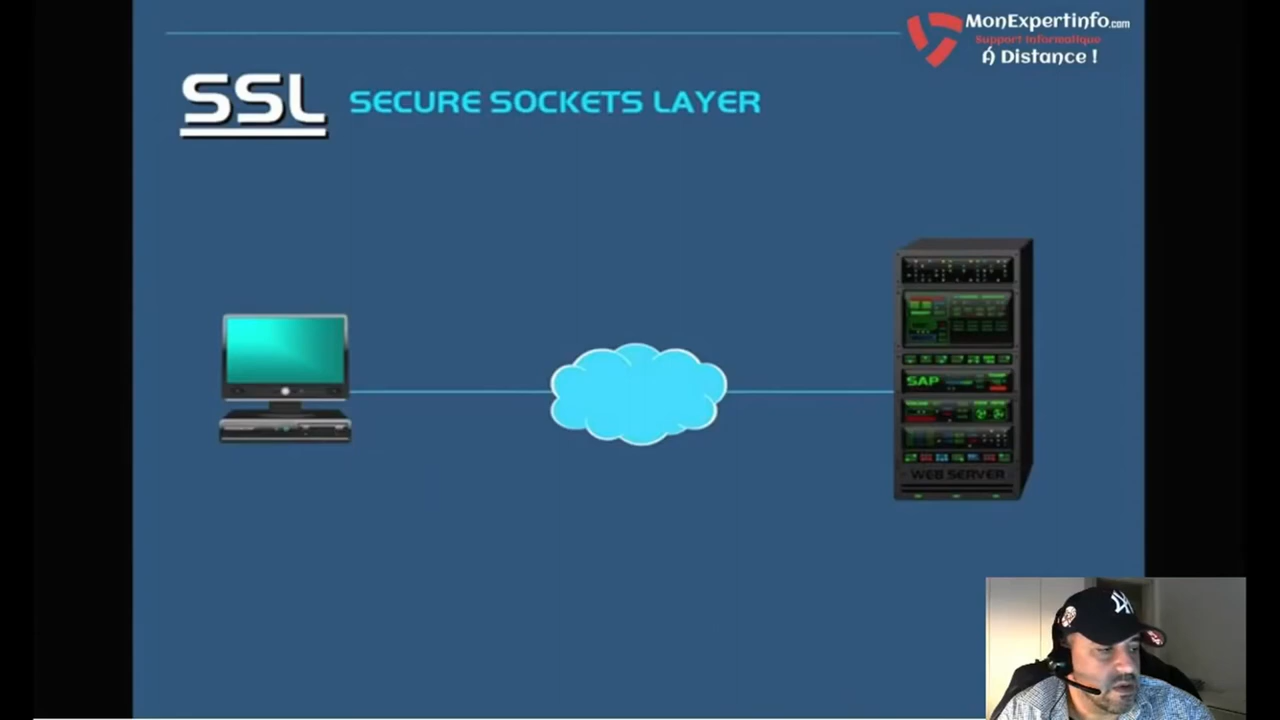 MonExpertinfo.com
Support Informatique
Á Distance !
SSL SECURE SOCKETS LAYER
SAP
WEB SERVER